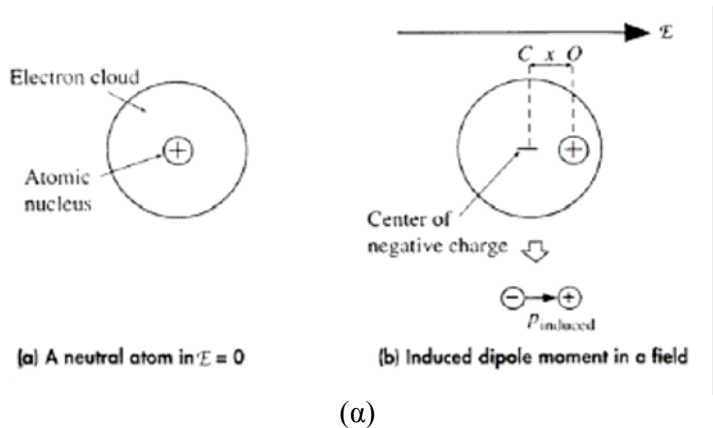 ℰ
C x O
Electron cloud
+
+
Atomic
nucleus
Center of
negative charge
− +
p induced
(a) A neutral atom in ℰ = 0
(b) Induced dipole moment in a field
(α)